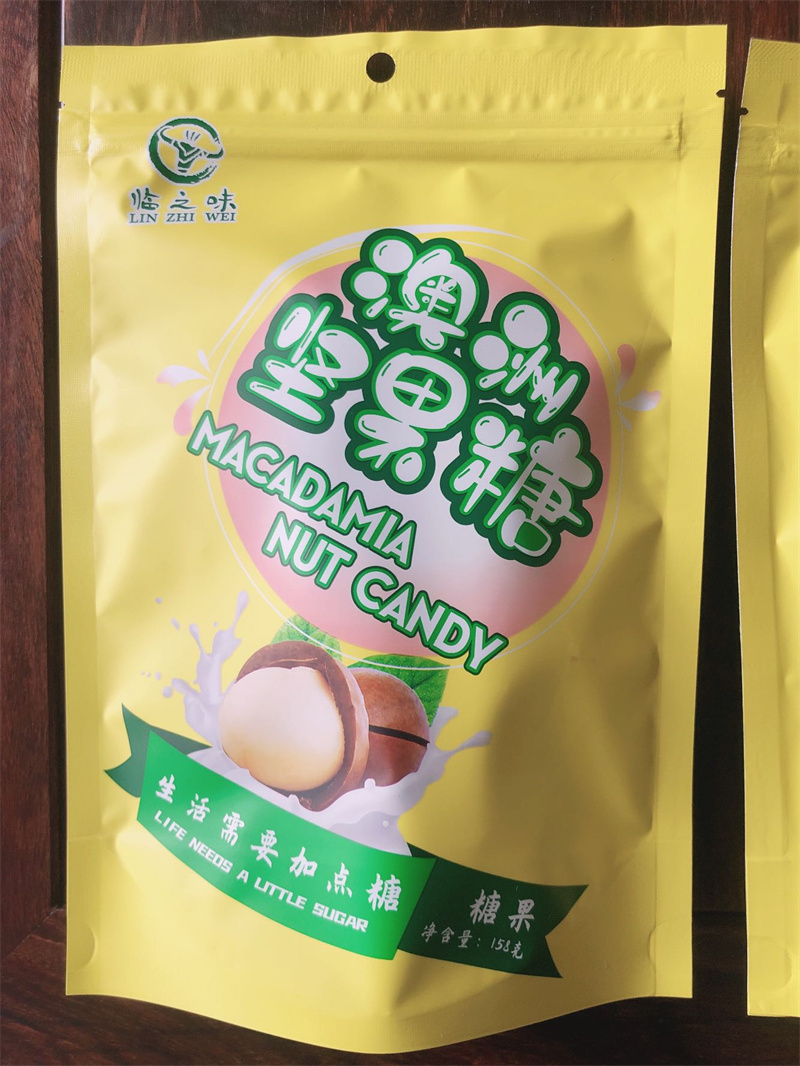 临之味
LIN ZHI WEI
澳洲
坚果糖
MACADAMIA
NUT CANDY
生活需要加点糖
LIFE NEEDS A LITTLE SUGAR
糖果
净含量：158克